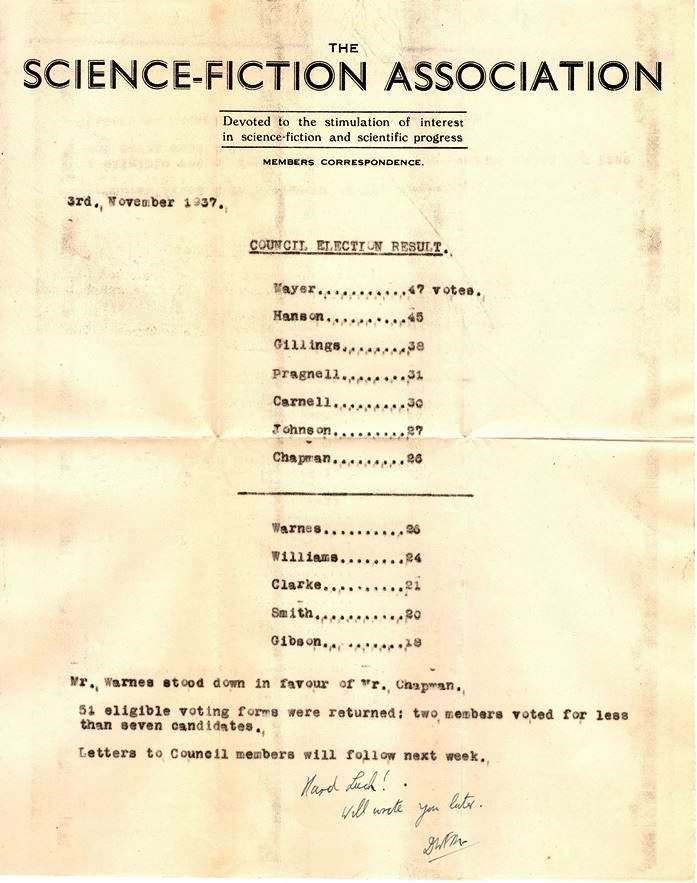 THE
SCIENCE-FICTION ASSOCIATION
Devoted to the stimulation of interest
in science-fiction and scientific progress
MEMBERS CORRESPONDENCE.
3rd., November 1937.,
COUNCIL ELECTION RESULT.,
Mayer...........47 votes.,
Hanson..........45
Gillings........38
Pragnell........31
Carnell.........30
Johnson.........27
Chapman.........26
Warnes..........26
Williams........24
Clarke..........21
Smith...........20
Gibson..........18
Mr., Warnes stood down in favour of Mr., Chapman.,
51 eligible voting forms were returned: two members voted for less
than seven candidates.,
Letters to Council members will follow next week.,
Hard Luck!
Will write you later.